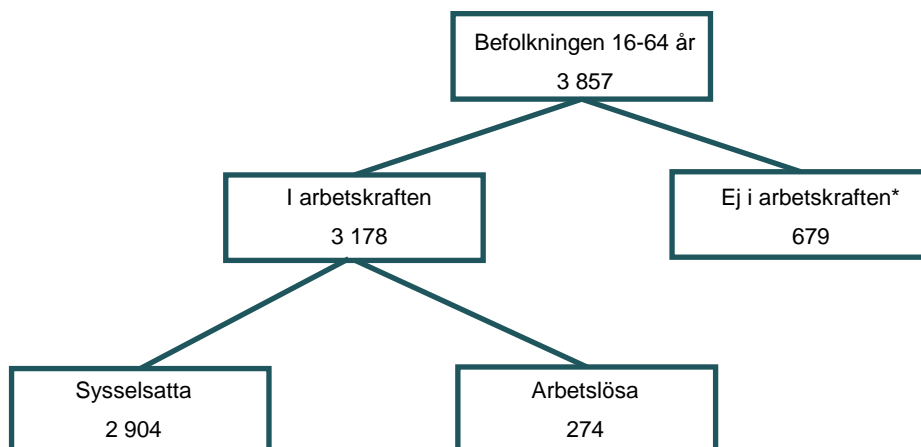 Befolkningen 16-64 år
3 857
I arbetskraften
3 178
Ej i arbetskraften*
679
Sysselsatta
2 904
Arbetslösa
274